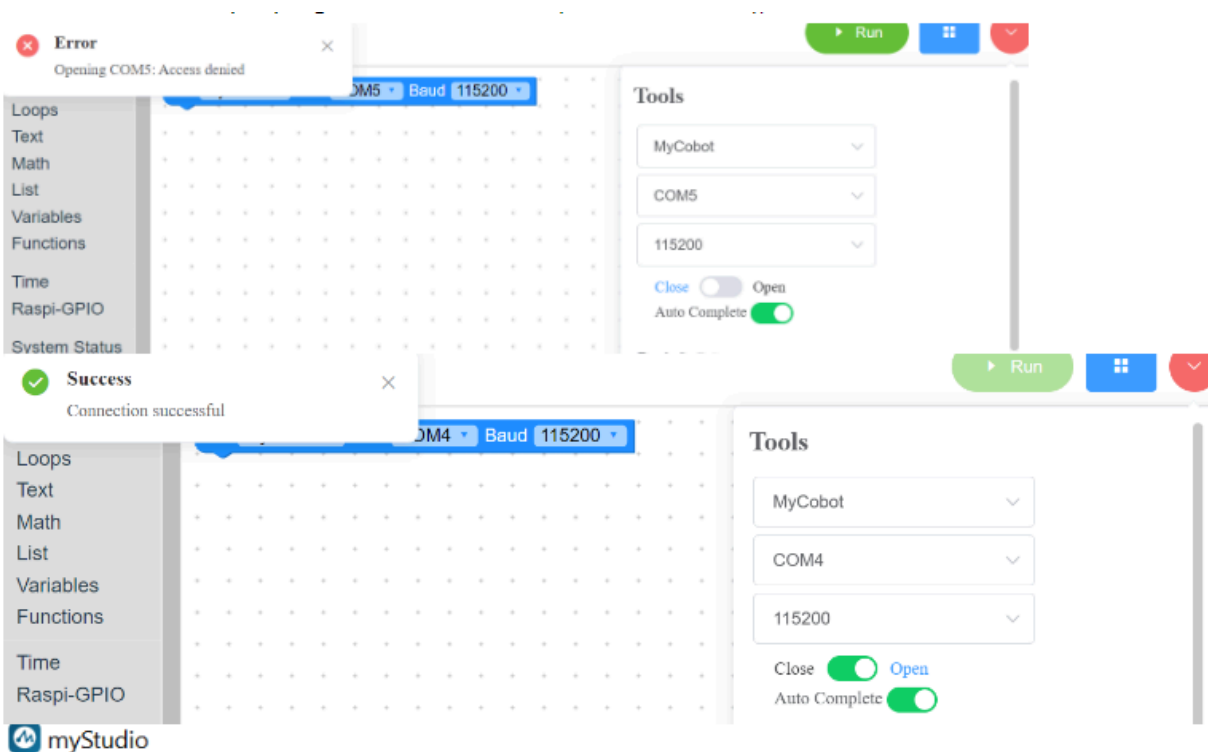 Error
Opening COM5: Access denied
Run
COM5 Baud 115200
Loops
Text
Math
List
Variables
Functions
Time
Raspi-GPIO
System Status
Tools
MyCobot
COM5
115200
Close Open
Auto Complete
Success
Connection successful
Run
OM4 Baud 115200
Loops
Text
Math
List
Variables
Functions
Time
Raspi-GPIO
Tools
MyCobot
COM4
115200
Close Open
Auto Complete
myStudio